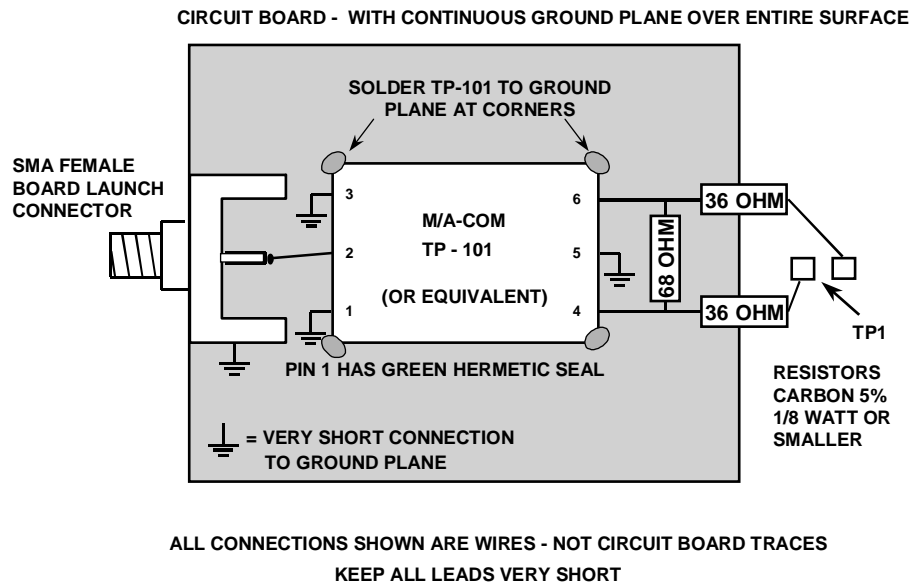 CIRCUIT BOARD - WITH CONTINUOUS GROUND PLANE OVER ENTIRE SURFACE
SOLDER TP-101 TO GROUND
PLANE AT CORNERS
SMA FEMALE
BOARD LAUNCH
CONNECTOR
3
2
1
M/A-COM
TP - 101
(OR EQUIVALENT)
6
5
4
36 OHM
68 OHM
36 OHM
TP1
PIN 1 HAS GREEN HERMETIC SEAL
RESISTORS
CARBON 5%
1/8 WATT OR
SMALLER
= VERY SHORT CONNECTION
TO GROUND PLANE
ALL CONNECTIONS SHOWN ARE WIRES - NOT CIRCUIT BOARD TRACES
KEEP ALL LEADS VERY SHORT